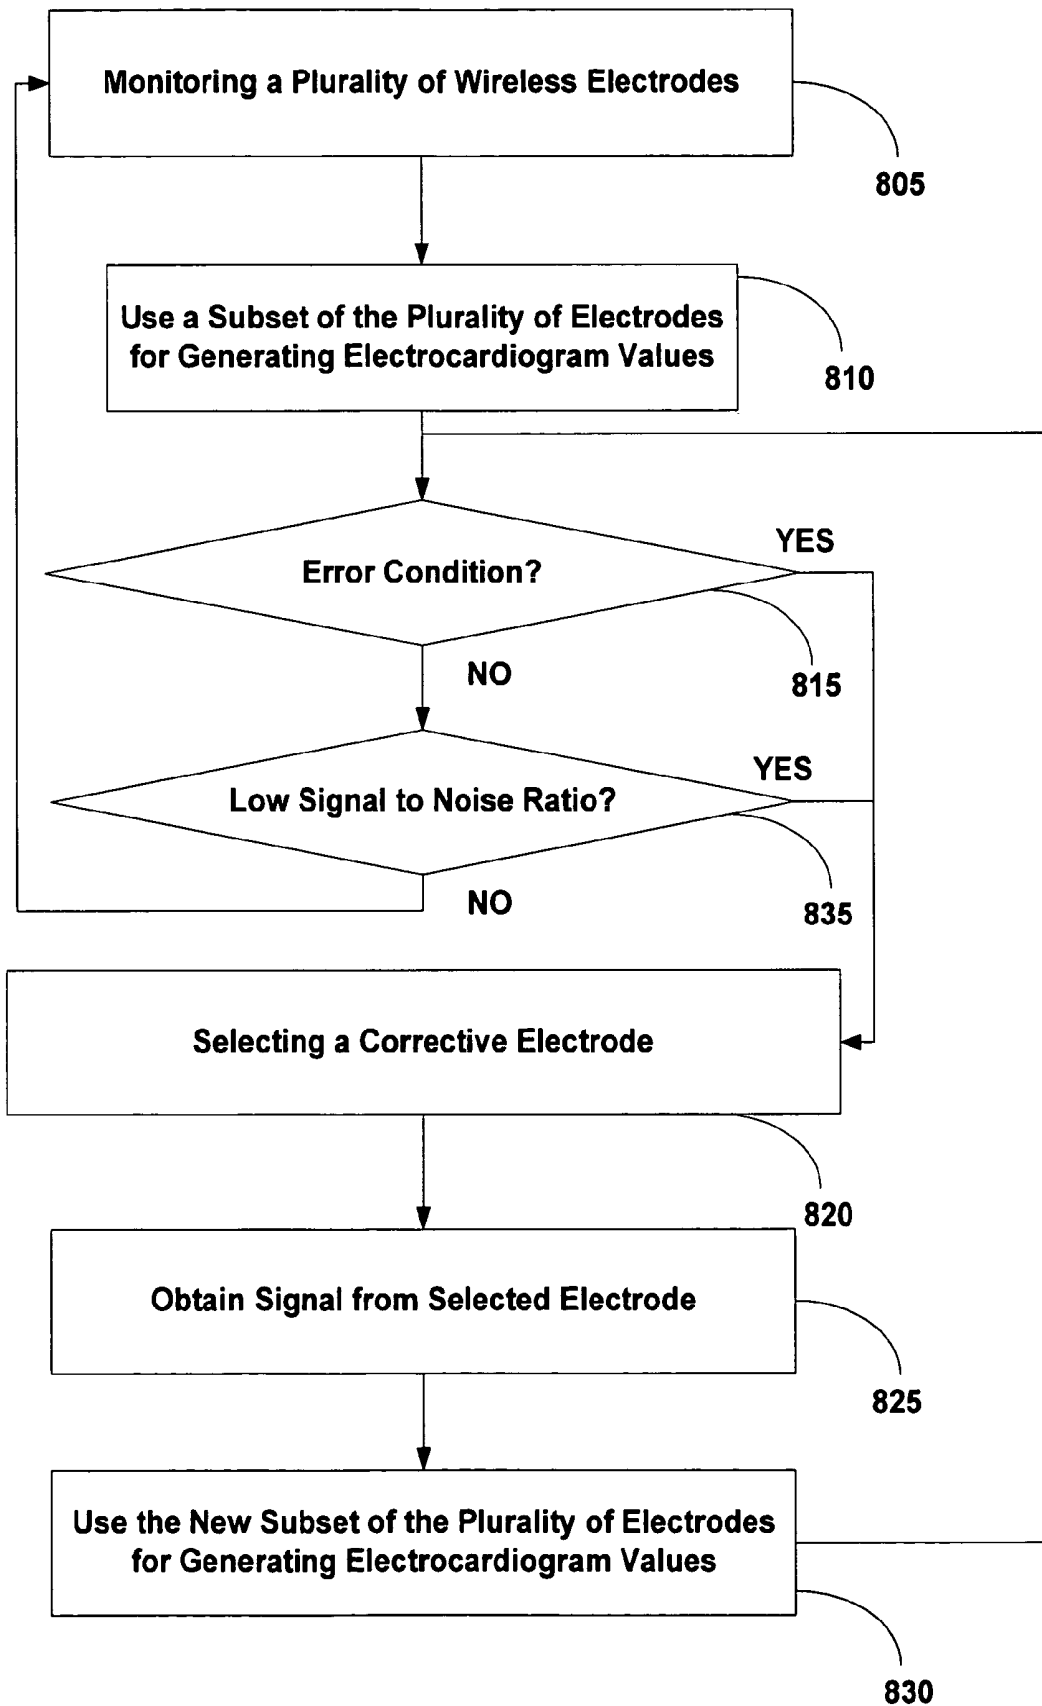 Monitoring a Plurality of Wireless Electrodes
805
Use a Subset of the Plurality of Electrodes
for Generating Electrocardiogram Values
810
Error Condition?
YES
815
NO
Low Signal to Noise Ratio?
YES
835
NO
Selecting a Corrective Electrode
820
Obtain Signal from Selected Electrode
825
Use the New Subset of the Plurality of Electrodes
for Generating Electrocardiogram Values
830